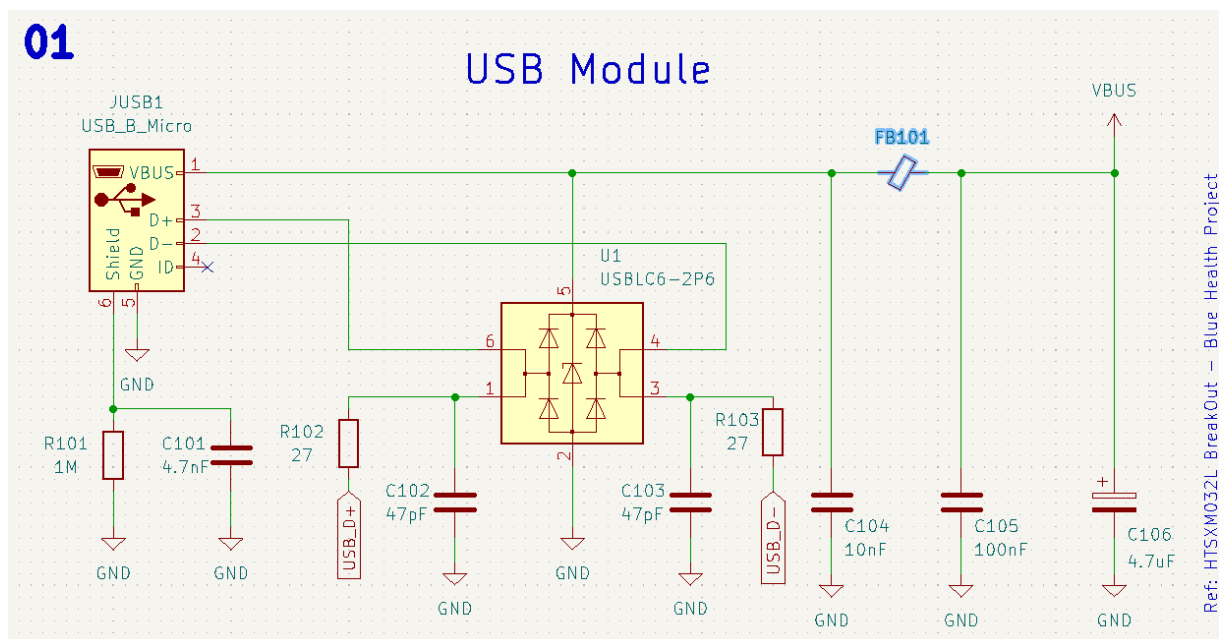 01
USB Module
JUSB1
USB_B_Micro
VBUS
1
D+
3
D-
2
ID
4
Shield
GND
6
5
GND
R101
1M
C101
4.7nF
GND
GND
R102
27
USB_D+
C102
47pF
GND
U1
USBLC6-2P6
5
6
4
1
3
2
GND
C103
47pF
GND
R103
27
USB_D-
FB101
C104
10nF
GND
C105
100nF
GND
VBUS
+
C106
4.7uF
GND
Ref: HTSXM032L BreakOut - Blue Health Project